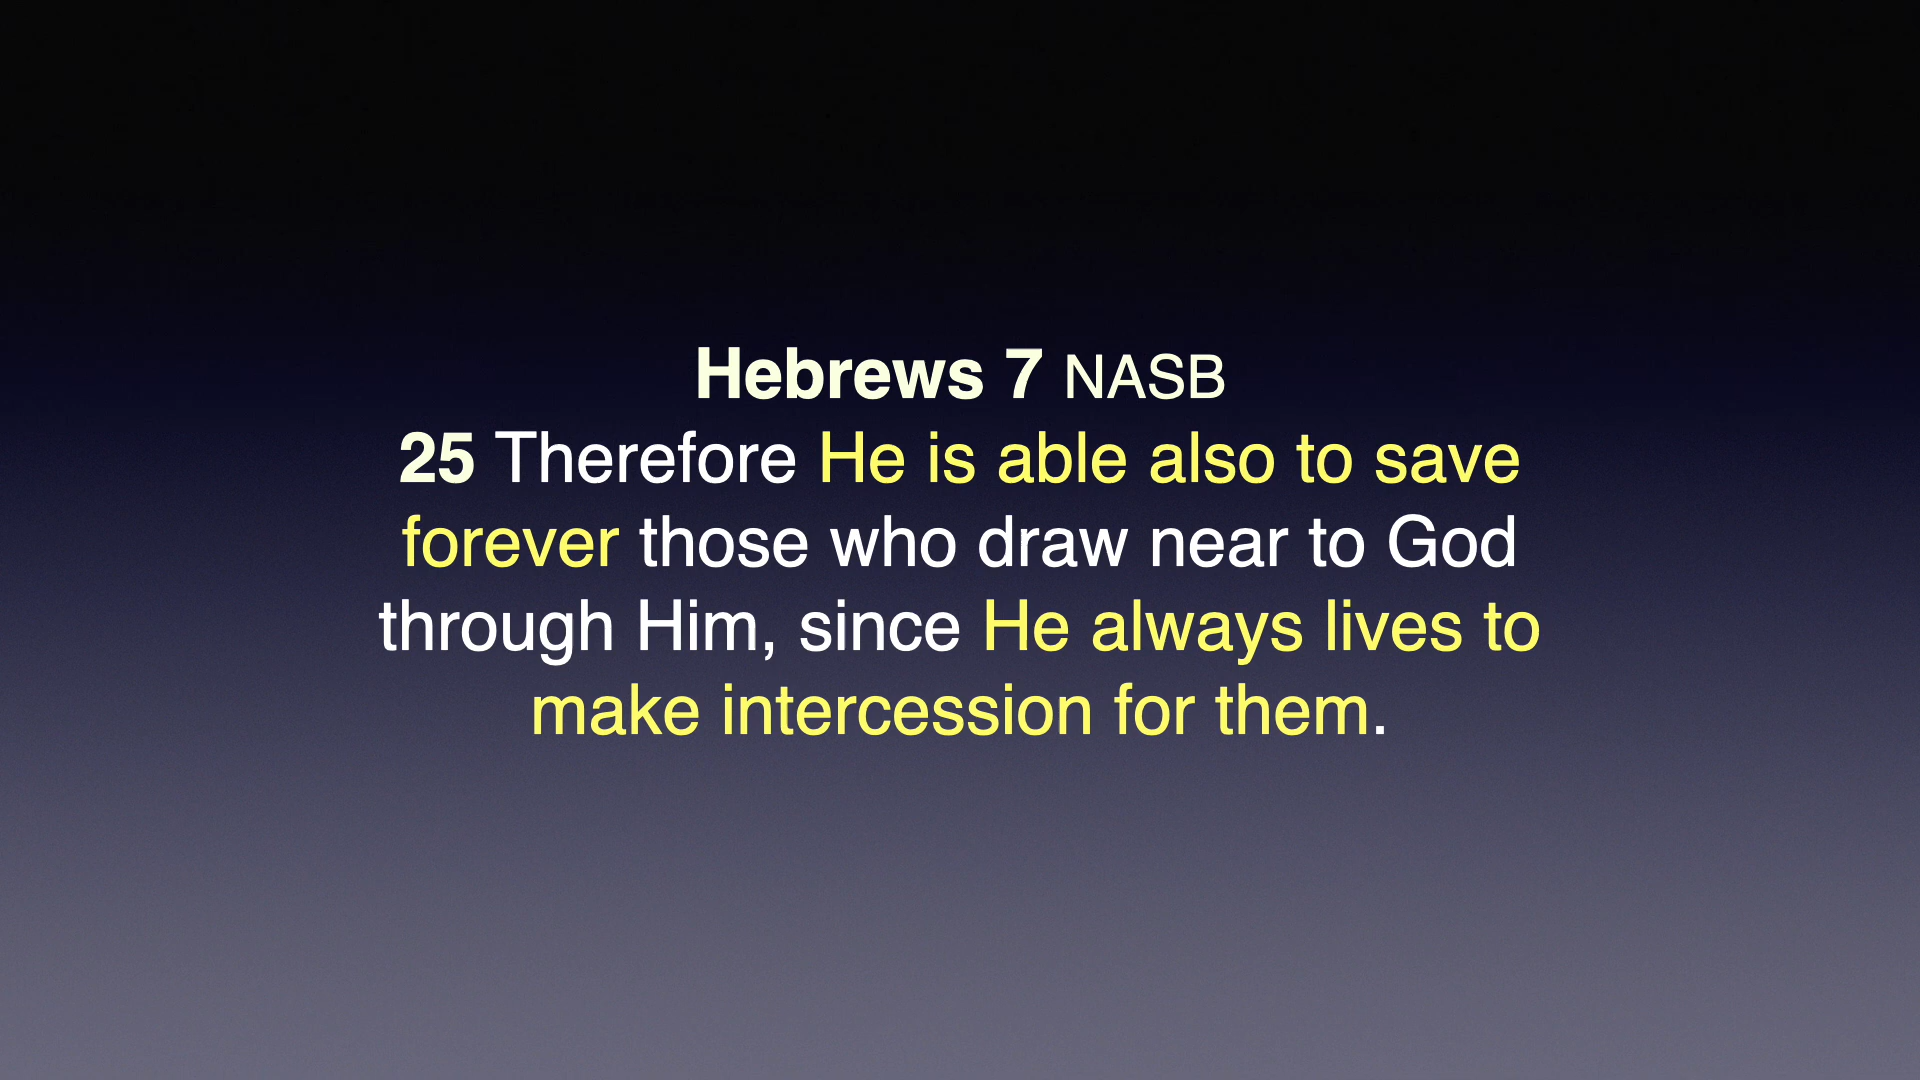 Hebrews 7 NASB
25 Therefore He is able also to save
forever those who draw near to God
through Him, since He always lives to
make intercession for them.